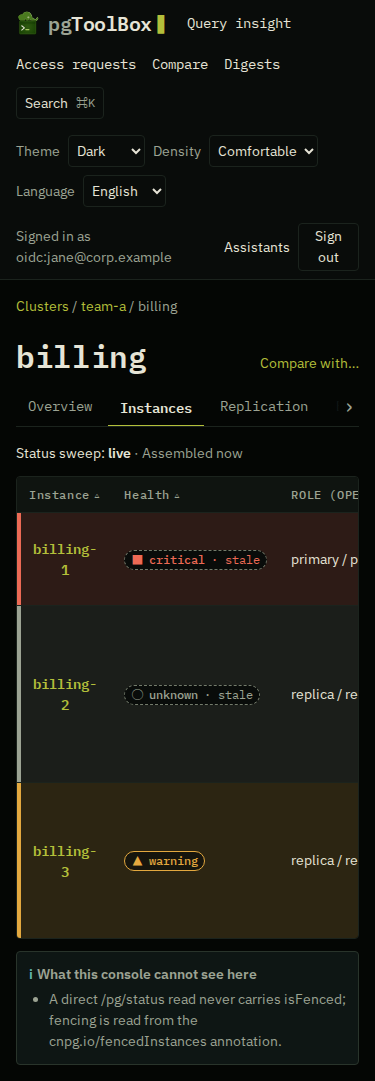 pgToolBox Query insight
Access requests Compare Digests
Search ⌘K
Theme Dark Density Comfortable
Language English
Signed in as
oidc:jane@corp.example
Assistants
Sign
out
Clusters / team-a / billing
billing
Compare with…
Overview Instances Replication
Status sweep: live · Assembled now
Instance Health ROLE (OPE
billing-
1
critical · stale
primary / p
billing-
2
unknown · stale
replica / re
billing-
3
warning
replica / re
i What this console cannot see here
• A direct /pg/status read never carries isFenced;
fencing is read from the
cnpg.io/fencedInstances annotation.